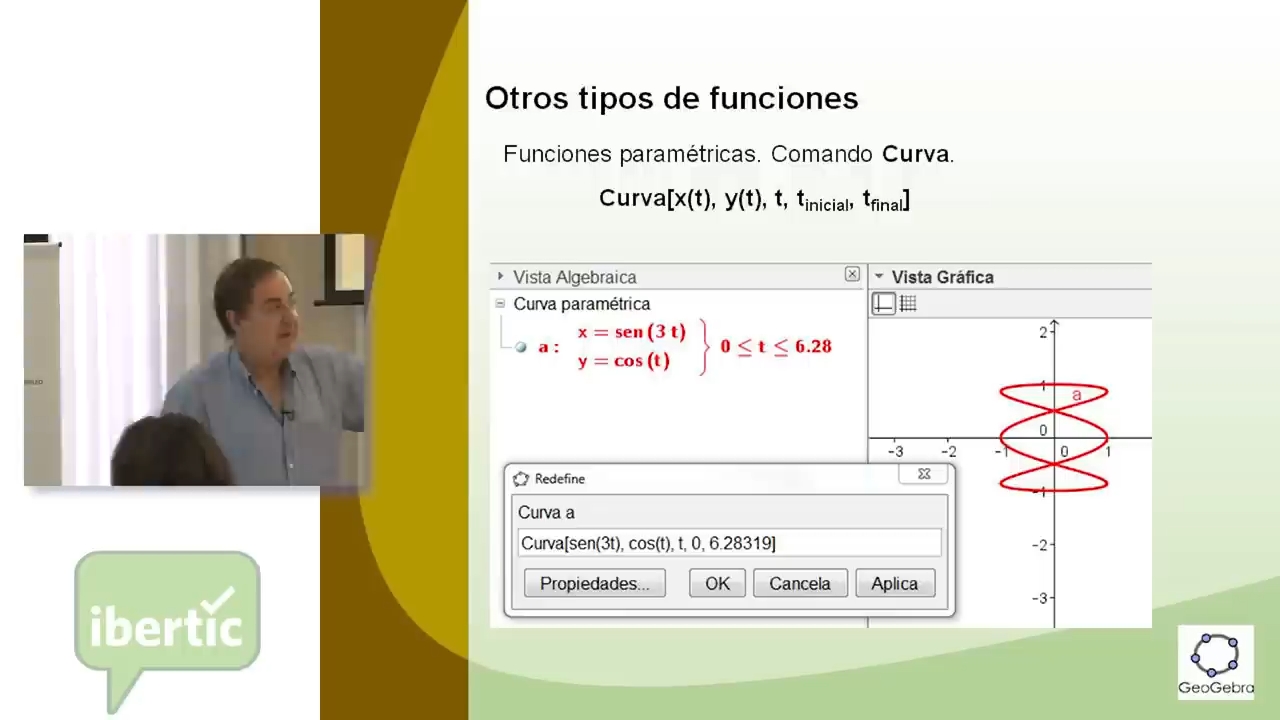 Otros tipos de funciones
Funciones paramétricas. Comando Curva.
Curva[x(t), y(t), t, tinicial, tfinal]
Vista Algebraica
Curva paramétrica
a :
x = sen (3 t)
y = cos (t)
0 ≤ t ≤ 6.28
Vista Gráfica
2
1
a
0
-3 -2 -1 0 1
-1
-2
-3
Redefine
Curva a
Curva[sen(3t), cos(t), t, 0, 6.28319]
Propiedades... OK Cancela Aplica
ibertic
GeoGebra